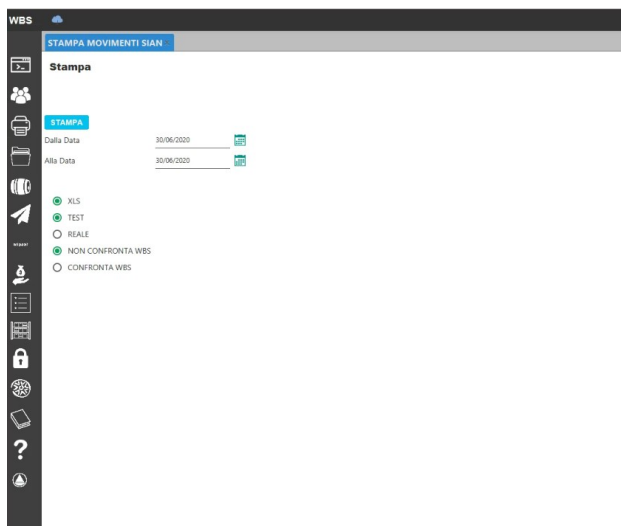 WBS
STAMPA MOVIMENTI SIAN
Stampa
STAMPA
Dalla Data 30/06/2020
Alla Data 30/06/2020
XLS
TEST
REALE
NON CONFRONTA WBS
CONFRONTA WBS
?